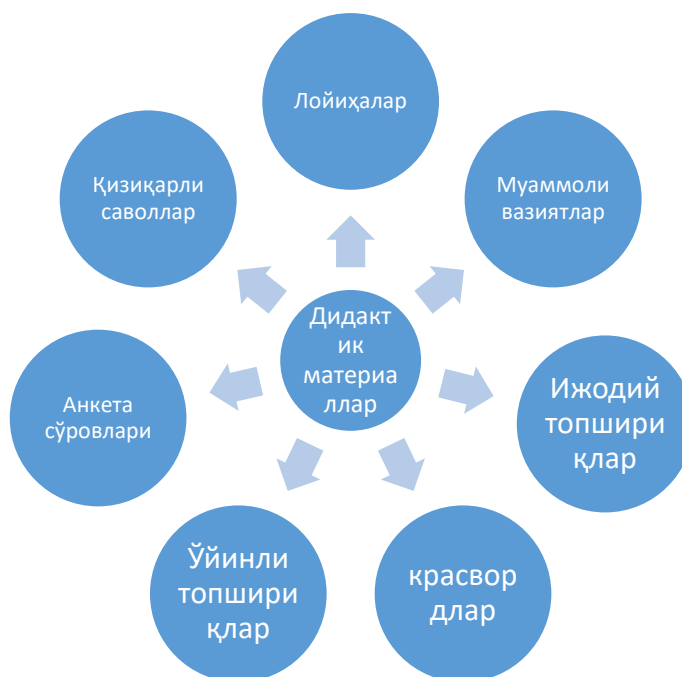 Лойиҳалар
Муаммоли
вазиятлар
Ижодий
топшири
қлар
красвор
длар
Ўйинли
топшири
қлар
Анкета
сўровлари
Қизиқарли
саволлар
Дидакт
ик
материа
ллар